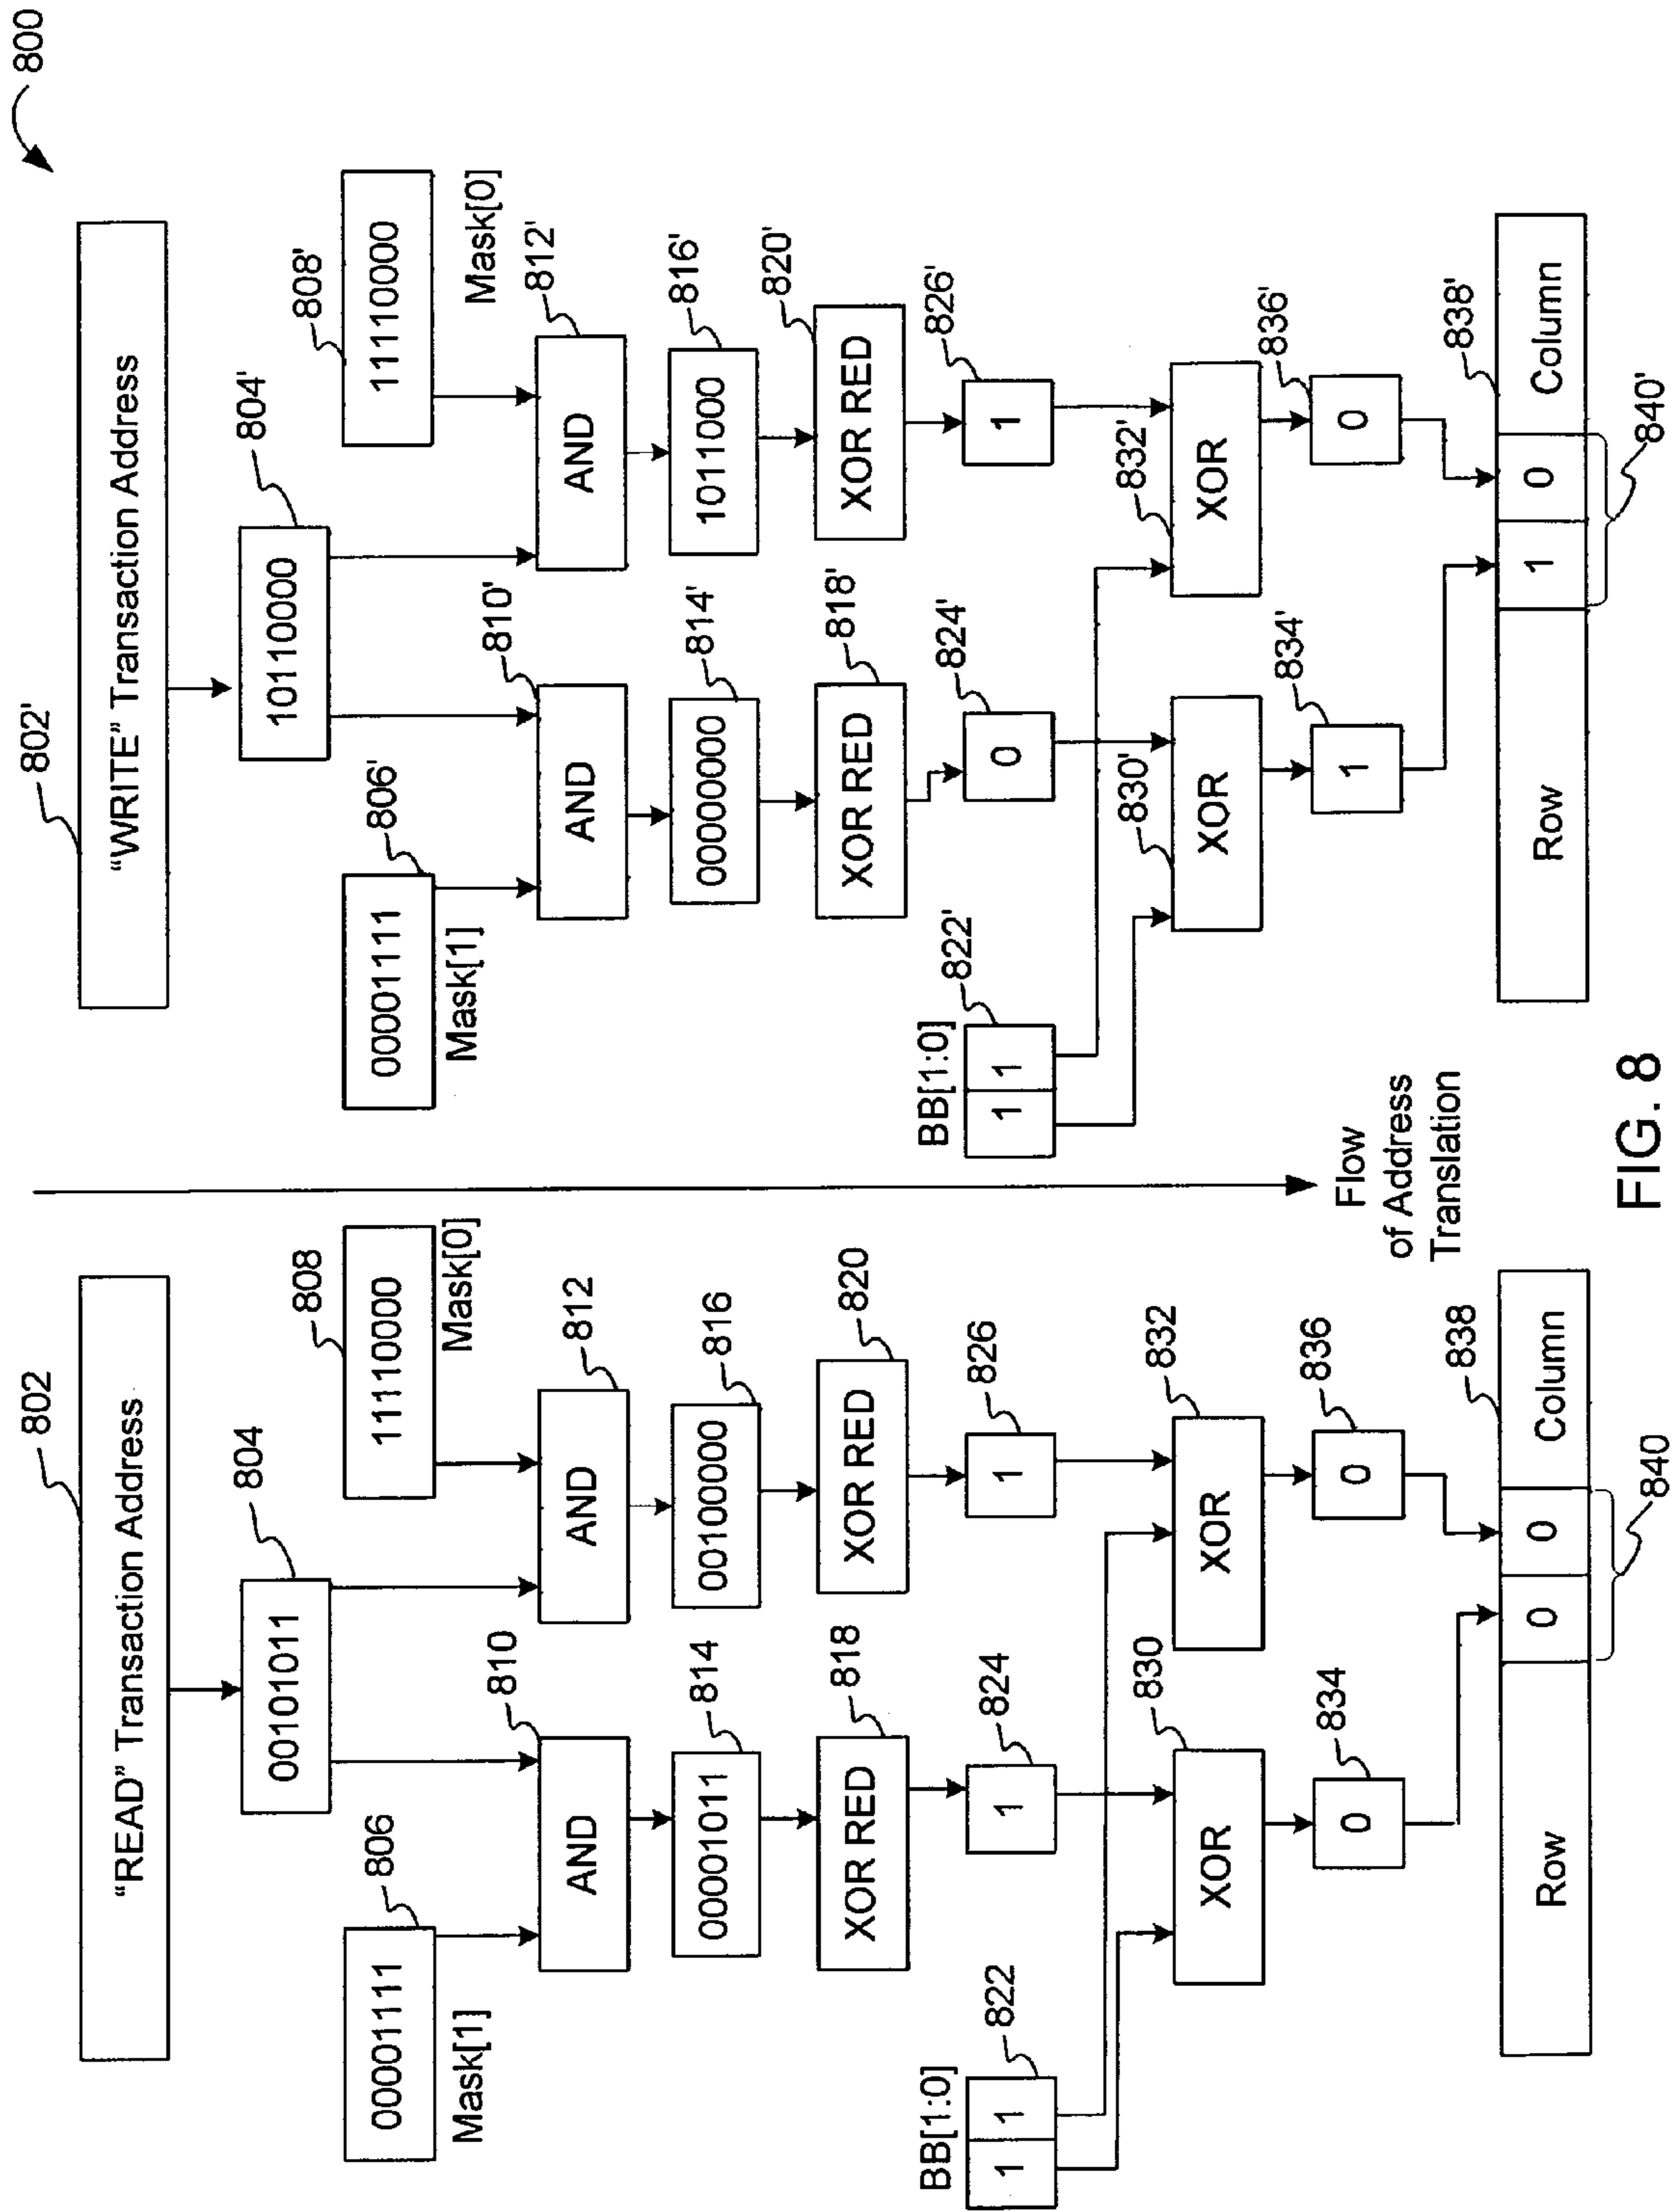 800
802
"READ" Transaction Address
804
00101011
806
00001111
Mask[1]
808
11110000
Mask[0]
810
AND
812
AND
814
00001011
816
00100000
818
XOR RED
820
XOR RED
BB[1:0]
822
1 1
824
1
826
1
830
XOR
832
XOR
834
0
836
0
838
Row 0 0 Column
840
Flow
of Address
Translation
802'
"WRITE" Transaction Address
804'
10110000
806'
00001111
Mask[1]
808'
11110000
Mask[0]
810'
AND
812'
AND
814'
00000000
816'
1011000
818'
XOR RED
820'
XOR RED
BB[1:0]
822'
1 1
824'
0
826'
1
830'
XOR
832'
XOR
834'
1
836'
0
838'
Row 1 0 Column
840'
FIG. 8